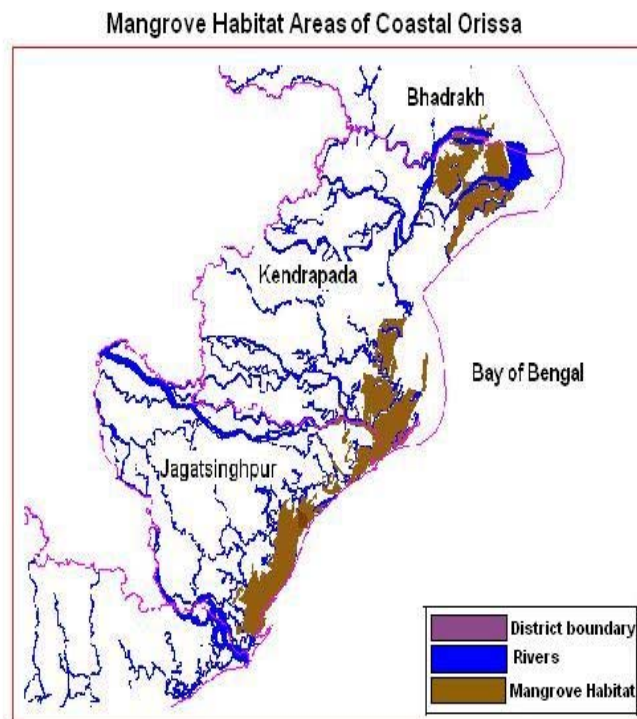 Mangrove Habitat Areas of Coastal Orissa
Bhadrakh
Kendrapada
Bay of Bengal
Jagatsinghpur
District boundary
Rivers
Mangrove Habitat